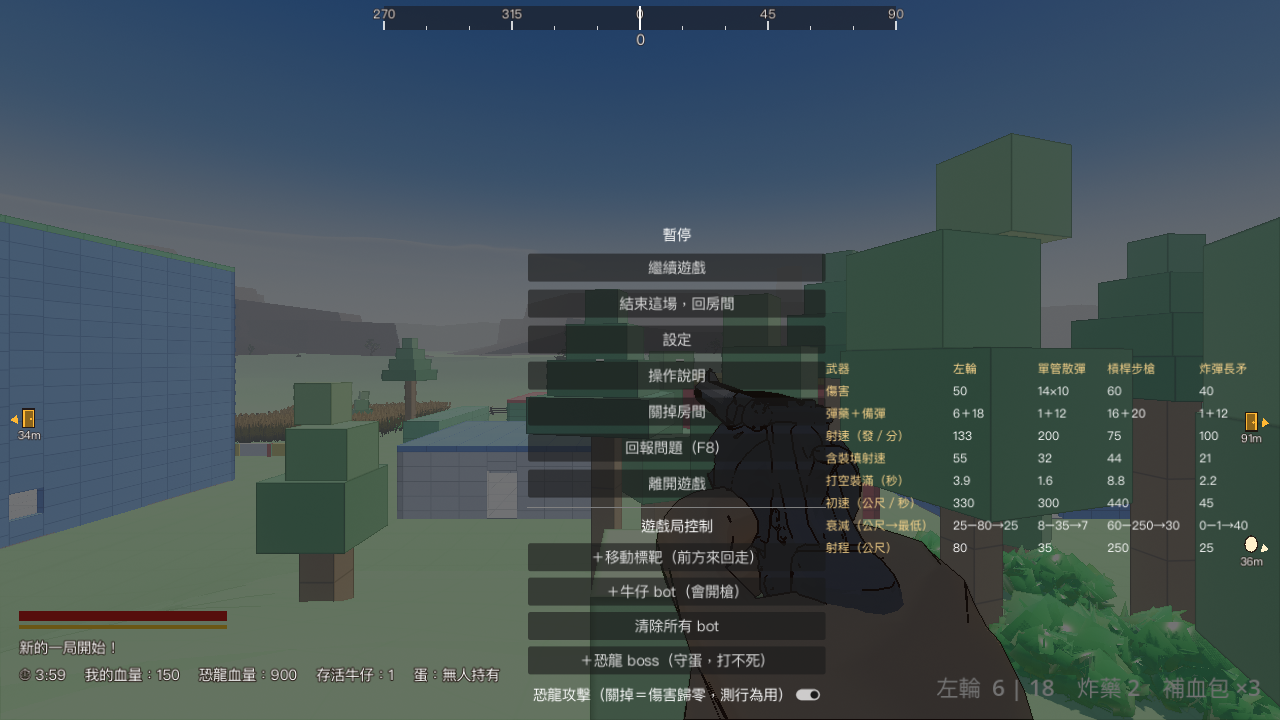 270 315 0 45 90
0
暫停
繼續遊戲
結束這場，回房間
設定
操作說明
關掉房間
回報問題（F8）
離開遊戲
遊戲局控制
＋移動標靶（前方來回走）
＋牛仔 bot（會開槍）
清除所有 bot
＋恐龍 boss（守蛋，打不死）
恐龍攻擊（關掉＝傷害歸零，測行為用）
武器 左輪 單管散彈 槓桿步槍 炸彈長矛
傷害 50 14×10 60 40
彈藥＋備彈 6＋18 1＋12 16＋20 1＋12
射速（發 / 分） 133 200 75 100
含裝填射速 55 32 44 21
打空裝滿（秒） 3.9 1.6 8.8 2.2
初速（公尺 / 秒） 330 300 440 45
衰減（公尺→最低） 25─80→25 8─35→7 60─250→30 0─1→40
射程（公尺） 80 35 250 25
34m
91m
36m
新的一局開始！
3:59 我的血量：150 恐龍血量：900 存活牛仔：1 蛋：無人持有
左輪 6 | 18 炸藥 2 補血包 ×3